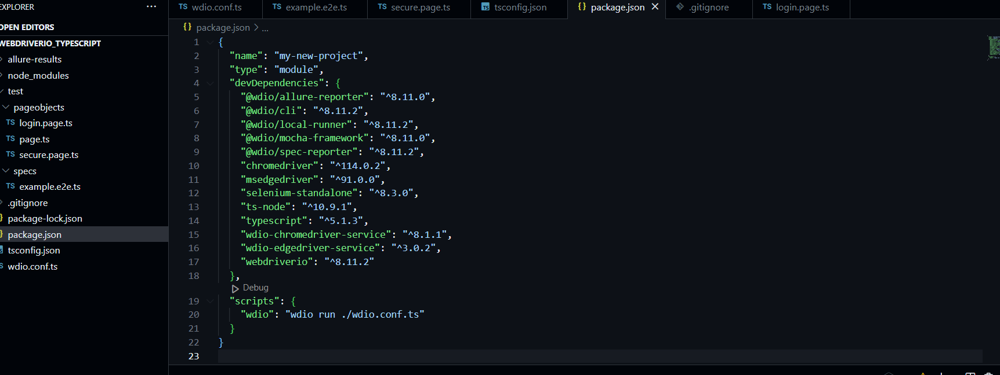 EXPLORER ...
OPEN EDITORS
WEBDRIVERIO_TYPESCRIPT
allure-results
node_modules
test
pageobjects
TS login.page.ts
TS page.ts
TS secure.page.ts
specs
TS example.e2e.ts
.gitignore
package-lock.json
package.json
tsconfig.json
wdio.conf.ts
TS wdio.conf.ts TS example.e2e.ts TS secure.page.ts TS tsconfig.json {} package.json .gitignore TS login.page.ts
{} package.json > ...
1 {
2 "name": "my-new-project",
3 "type": "module",
4 "devDependencies": {
5 "@wdio/allure-reporter": "^8.11.0",
6 "@wdio/cli": "^8.11.2",
7 "@wdio/local-runner": "^8.11.2",
8 "@wdio/mocha-framework": "^8.11.0",
9 "@wdio/spec-reporter": "^8.11.2",
10 "chromedriver": "^114.0.2",
11 "msedgedriver": "^91.0.0",
12 "selenium-standalone": "^8.3.0",
13 "ts-node": "^10.9.1",
14 "typescript": "^5.1.3",
15 "wdio-chromedriver-service": "^8.1.1",
16 "wdio-edgedriver-service": "^3.0.2",
17 "webdriverio": "^8.11.2"
18 },
Debug
19 "scripts": {
20 "wdio": "wdio run ./wdio.conf.ts"
21 }
22 }
23